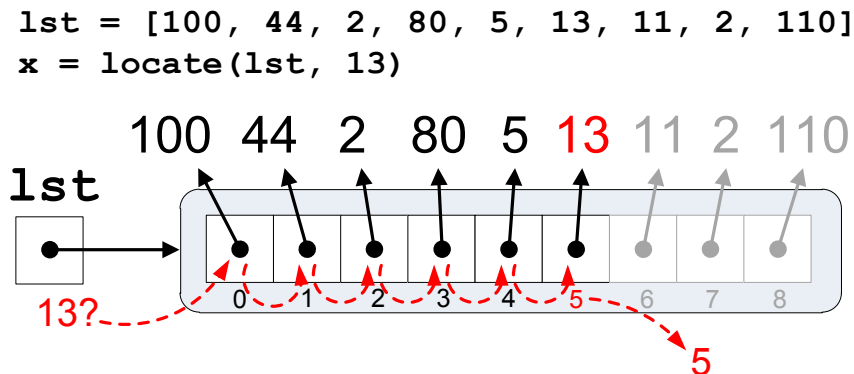 lst = [100, 44, 2, 80, 5, 13, 11, 2, 110]
x = locate(lst, 13)
100 44 2 80 5 13 11 2 110
lst
0 1 2 3 4 5 6 7 8
13?
5